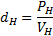 d_H = P_H / V_H